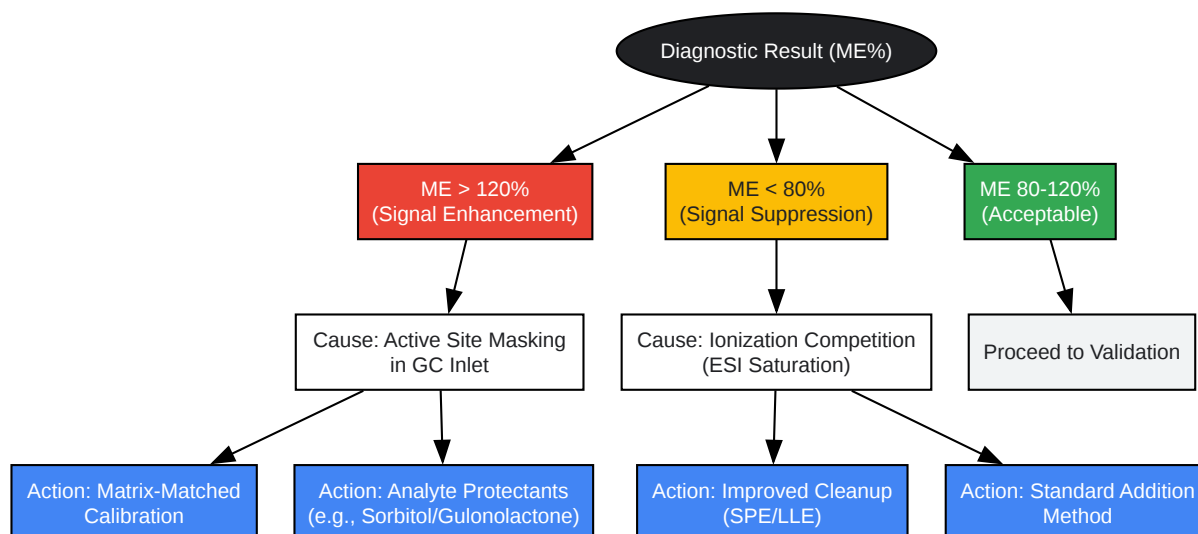 Diagnostic Result (ME%)
ME > 120%
(Signal Enhancement)
ME < 80%
(Signal Suppression)
ME 80-120%
(Acceptable)
Cause: Active Site Masking
in GC Inlet
Cause: Ionization Competition
(ESI Saturation)
Proceed to Validation
Action: Matrix-Matched
Calibration
Action: Analyte Protectants
(e.g., Sorbitol/Gulonolactone)
Action: Improved Cleanup
(SPE/LLE)
Action: Standard Addition
Method